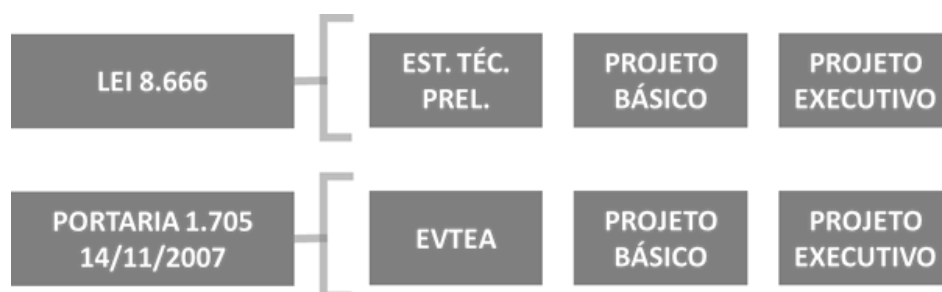 LEI 8.666
EST. TÉC.
PREL.
PROJETO
BÁSICO
PROJETO
EXECUTIVO
PORTARIA 1.705
14/11/2007
EVTEA
PROJETO
BÁSICO
PROJETO
EXECUTIVO